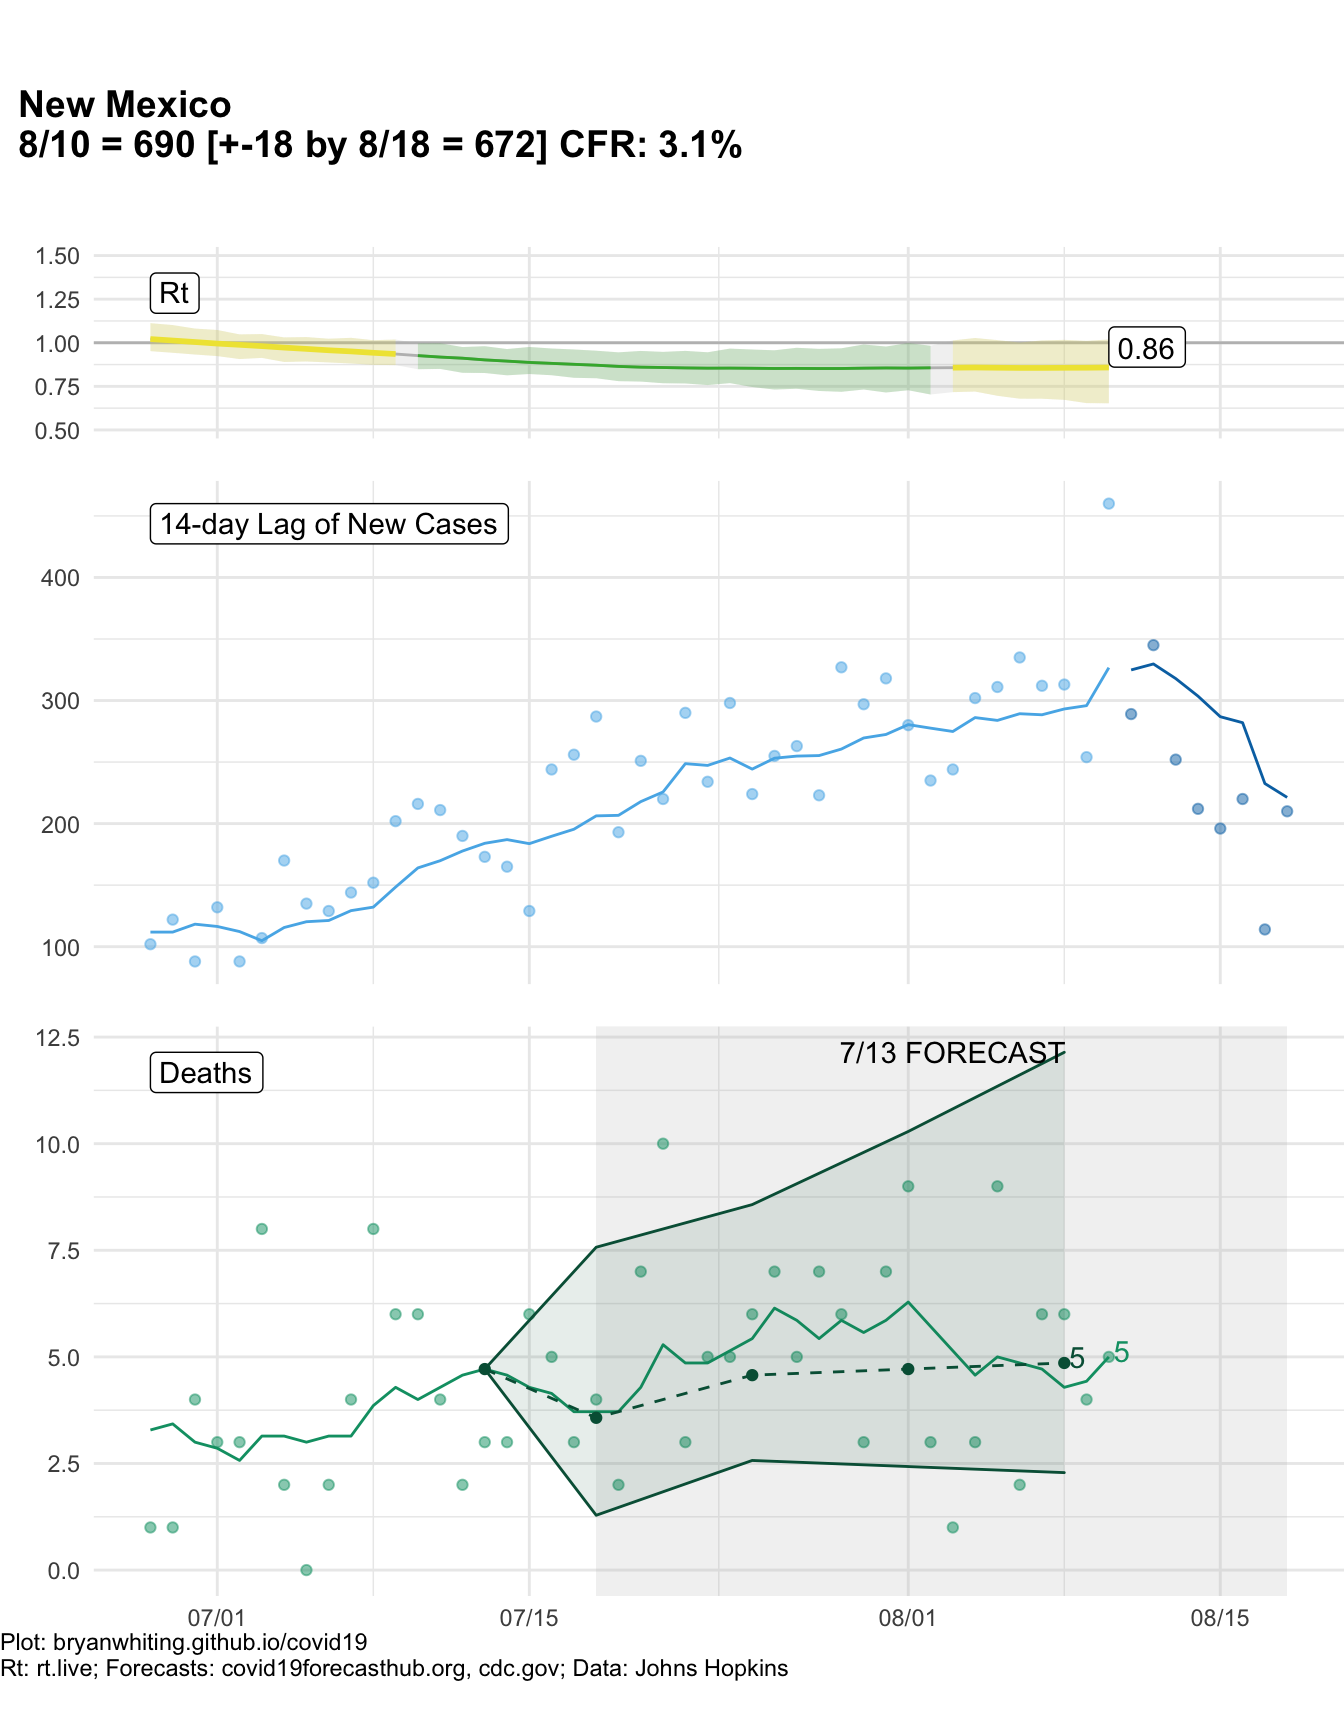 New Mexico
8/10 = 690 [+-18 by 8/18 = 672] CFR: 3.1%
1.50
1.25
1.00
0.75
0.50
Rt
0.86
14-day Lag of New Cases
400
300
200
100
12.5
10.0
7.5
5.0
2.5
0.0
Deaths
7/13 FORECAST
5
5
07/01
07/15
08/01
08/15
Plot: bryanwhiting.github.io/covid19
Rt: rt.live; Forecasts: covid19forecasthub.org, cdc.gov; Data: Johns Hopkins